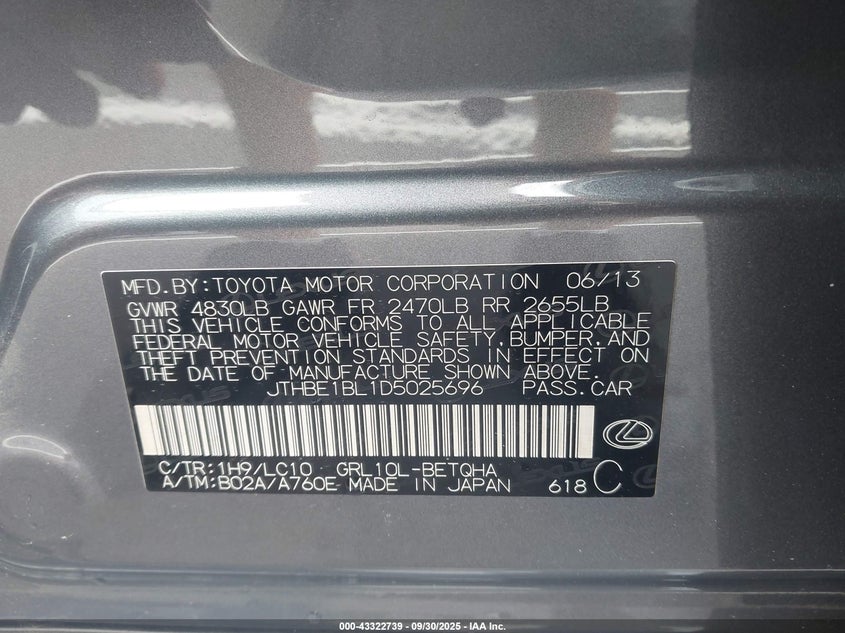 MFD.BY:TOYOTA MOTOR CORPORATION 06/13
GVWR 4830LB GAWR FR 2470LB RR 2655LB
THIS VEHICLE CONFORMS TO ALL APPLICABLE
FEDERAL MOTOR VEHICLE SAFETY,BUMPER,AND
THEFT PREVENTION STANDARDS IN EFFECT ON
THE DATE OF MANUFACTURE SHOWN ABOVE.
JTHBE1BL1D5025696 PASS.CAR
C/TR:1H9/LC10 GRL10L-BETQHA
A/TM:B02A/A760E MADE IN JAPAN 618 C
000-43322739 - 09/30/2025 - IAA Inc.